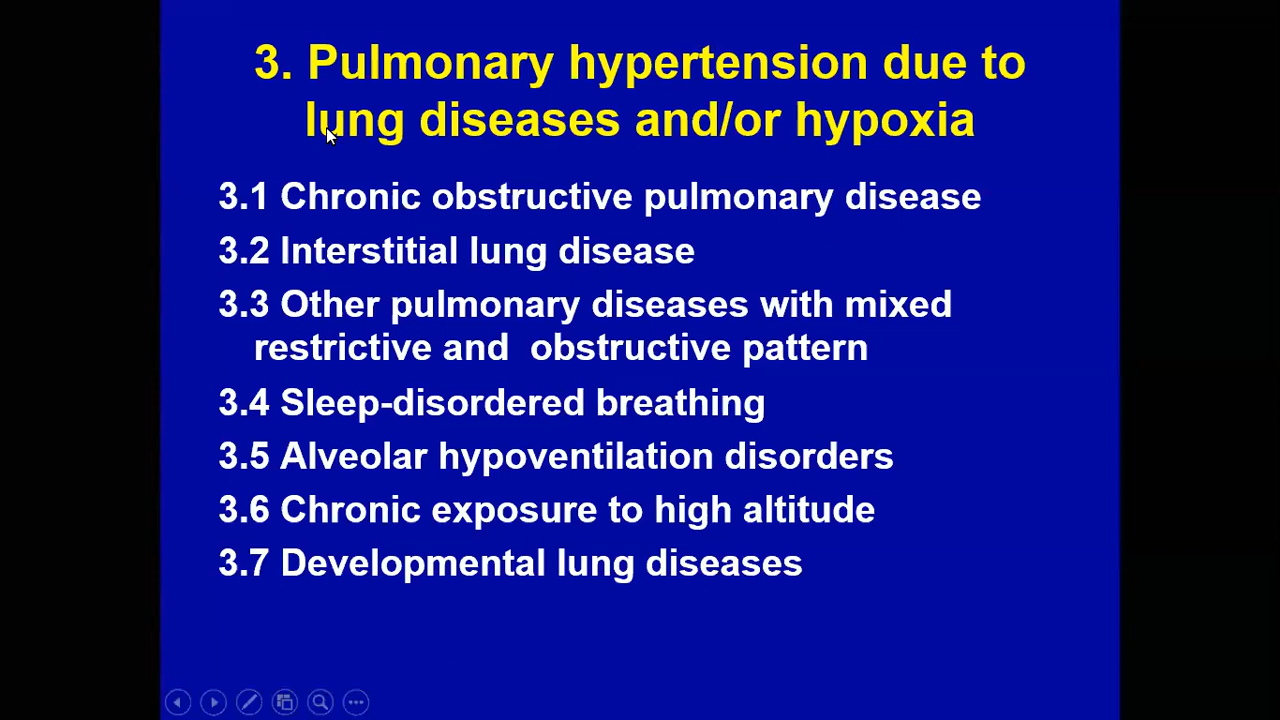 3. Pulmonary hypertension due to
lung diseases and/or hypoxia
3.1 Chronic obstructive pulmonary disease
3.2 Interstitial lung disease
3.3 Other pulmonary diseases with mixed
restrictive and  obstructive pattern
3.4 Sleep-disordered breathing
3.5 Alveolar hypoventilation disorders
3.6 Chronic exposure to high altitude
3.7 Developmental lung diseases